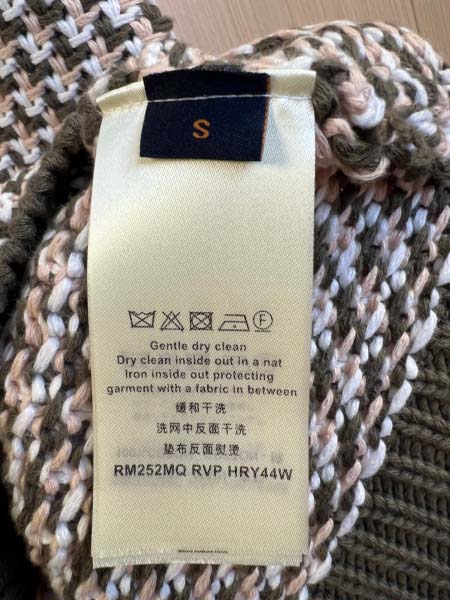 S
F
Gentle dry clean
Dry clean inside out in a nat
Iron inside out protecting
garment with a fabric in between
缓和干洗
洗网中反面干洗
垫布反面熨烫
RM252MQ RVP HRY44W